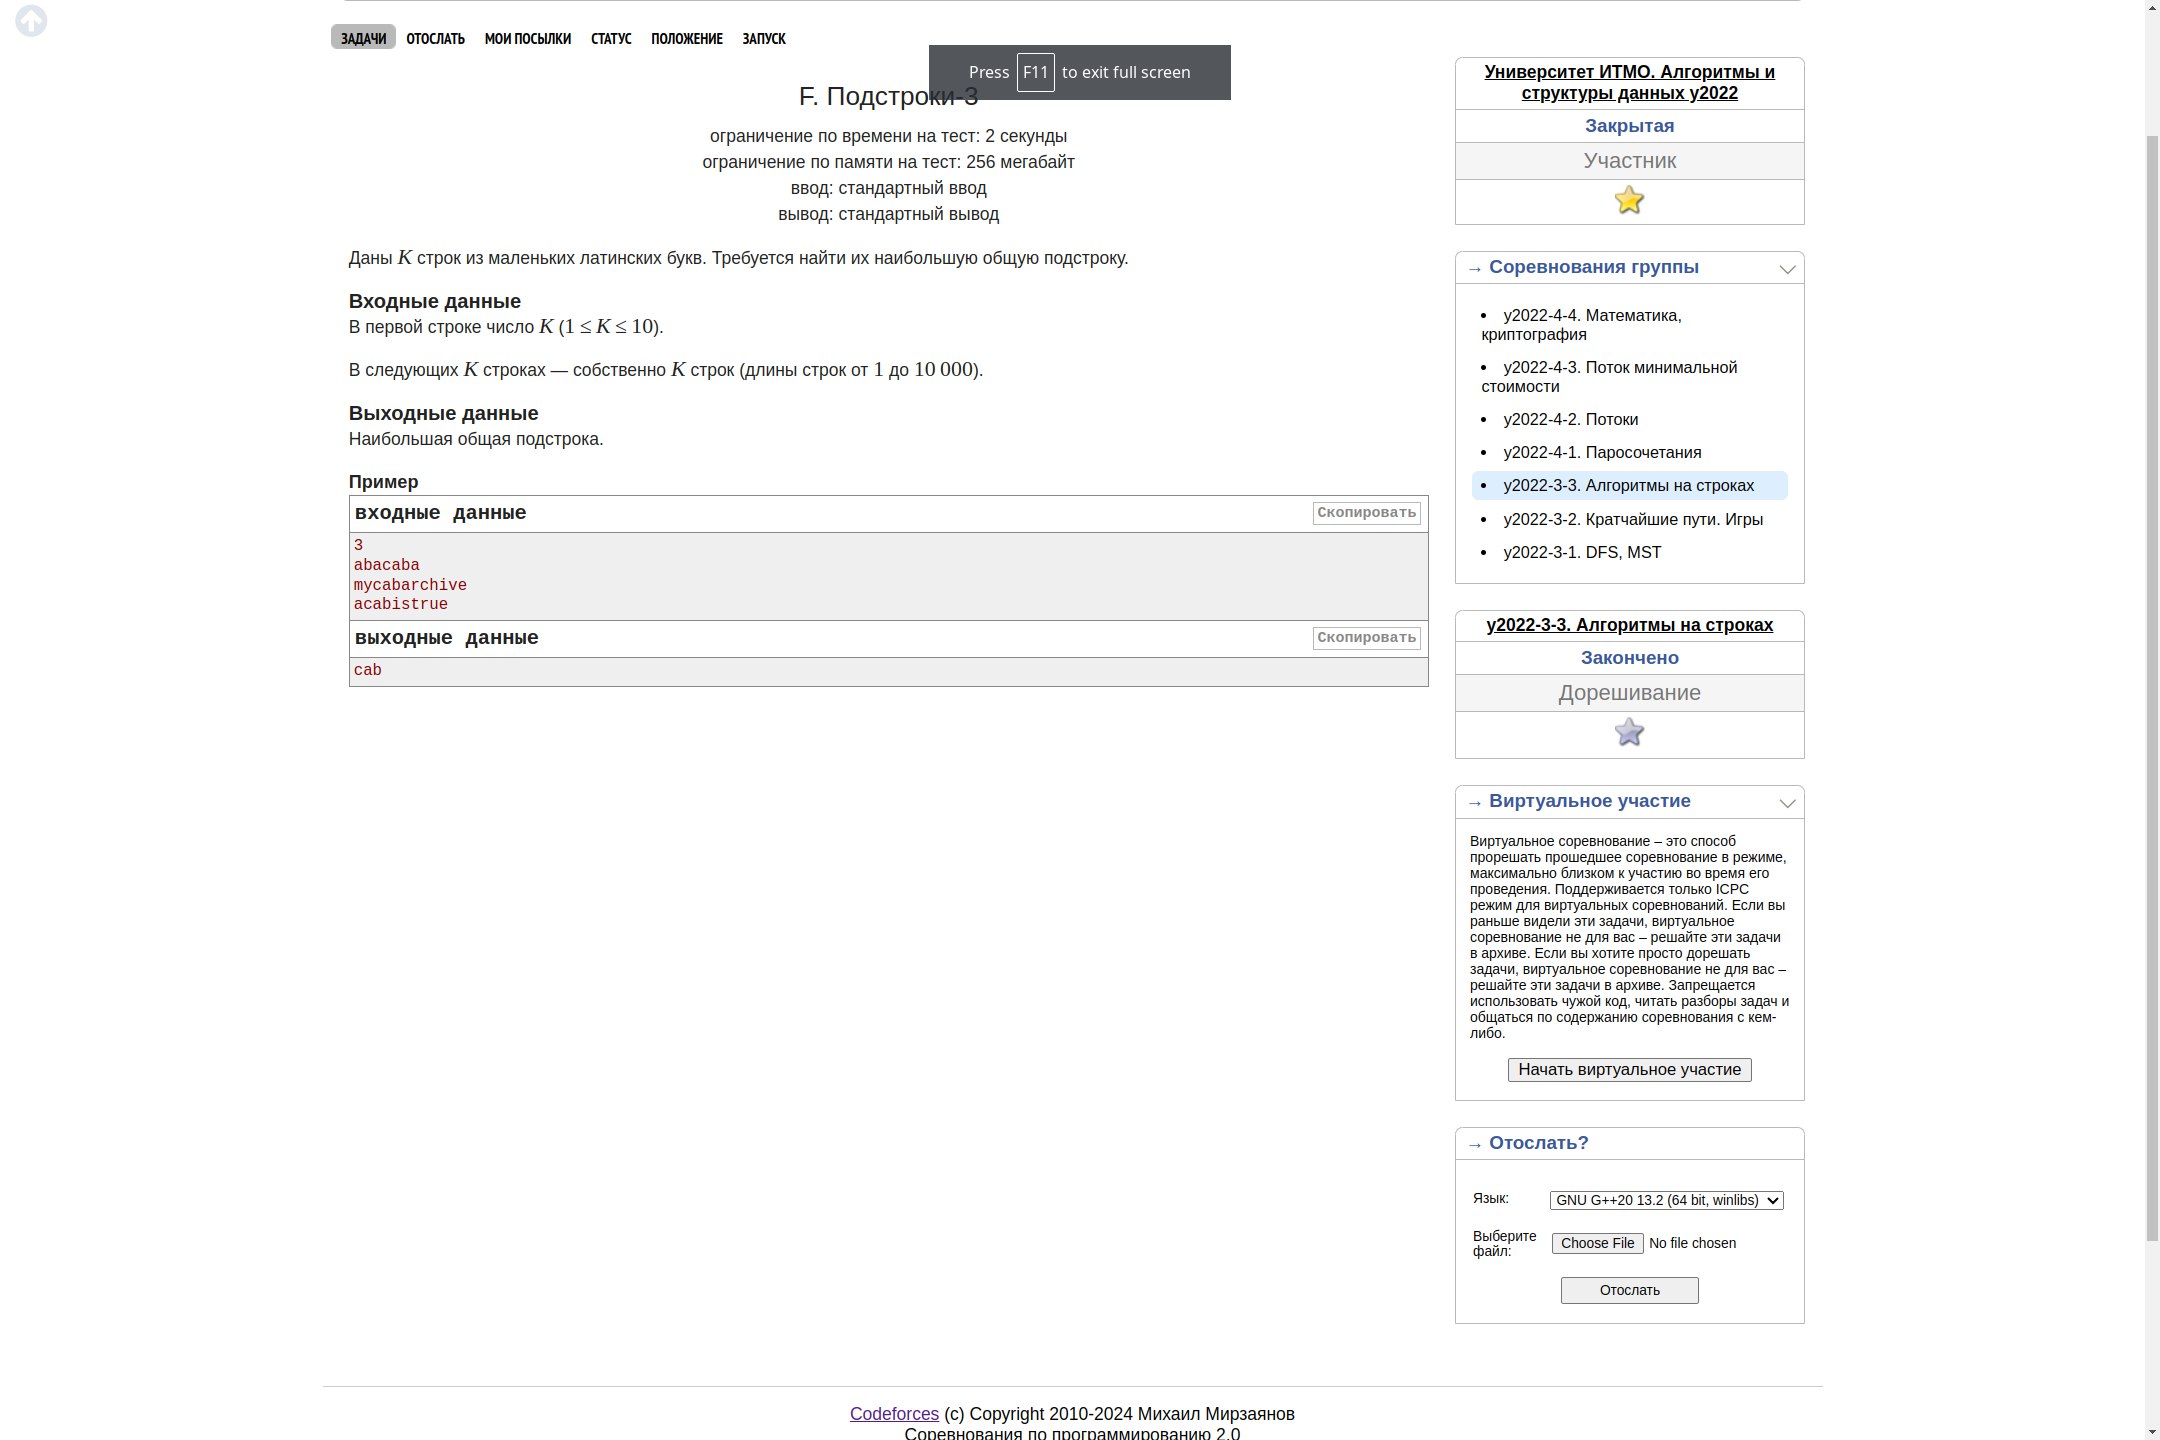 ЗАДАЧИ ОТОСЛАТЬ МОИ ПОСЫЛКИ СТАТУС ПОЛОЖЕНИЕ ЗАПУСК
Press F11 to exit full screen
F. Подстроки-3
ограничение по времени на тест: 2 секунды
ограничение по памяти на тест: 256 мегабайт
ввод: стандартный ввод
вывод: стандартный вывод
Даны K строк из маленьких латинских букв. Требуется найти их наибольшую общую подстроку.
Входные данные
В первой строке число K (1 ≤ K ≤ 10).
В следующих K строках — собственно K строк (длины строк от 1 до 10 000).
Выходные данные
Наибольшая общая подстрока.
Пример
входные данные
Скопировать
3
abacaba
mycabarchive
acabistrue
выходные данные
Скопировать
cab
Университет ИТМО. Алгоритмы и
структуры данных y2022
Закрытая
Участник
→ Соревнования группы
• y2022-4-4. Математика,
криптография
• y2022-4-3. Поток минимальной
стоимости
• y2022-4-2. Потоки
• y2022-4-1. Паросочетания
• y2022-3-3. Алгоритмы на строках
• y2022-3-2. Кратчайшие пути. Игры
• y2022-3-1. DFS, MST
y2022-3-3. Алгоритмы на строках
Закончено
Дорешивание
→ Виртуальное участие
Виртуальное соревнование – это способ
прорешать прошедшее соревнование в режиме,
максимально близком к участию во время его
проведения. Поддерживается только ICPC
режим для виртуальных соревнований. Если вы
раньше видели эти задачи, виртуальное
соревнование не для вас – решайте эти задачи
в архиве. Если вы хотите просто дорешать
задачи, виртуальное соревнование не для вас –
решайте эти задачи в архиве. Запрещается
использовать чужой код, читать разборы задач и
общаться по содержанию соревнования с кем-
либо.
Начать виртуальное участие
→ Отослать?
Язык: GNU G++20 13.2 (64 bit, winlibs)
Выберите
файл: Choose File No file chosen
Отослать
Codeforces (c) Copyright 2010-2024 Михаил Мирзаянов
Соревнования по программированию 2.0